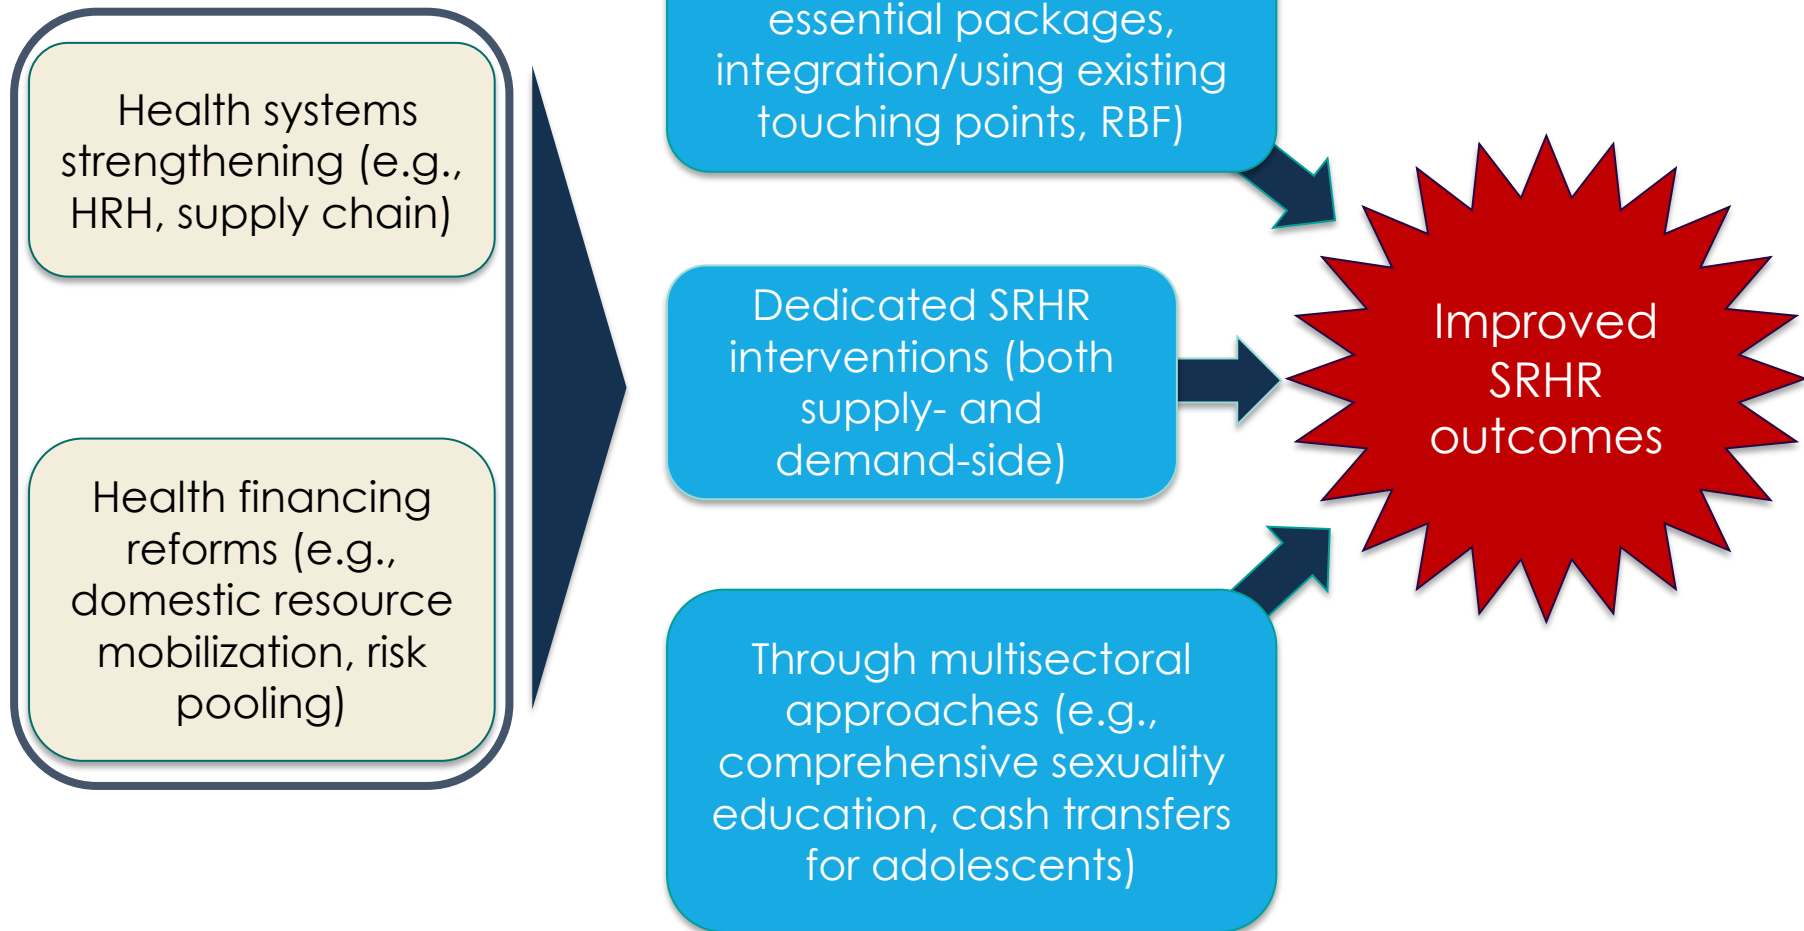 Health systems
strengthening (e.g.,
HRH, supply chain)
Health financing
reforms (e.g.,
domestic resource
mobilization, risk
pooling)
essential packages,
integration/using existing
touching points, RBF)
Dedicated SRHR
interventions (both
supply- and
demand-side)
Through multisectoral
approaches (e.g.,
comprehensive sexuality
education, cash transfers
for adolescents)
Improved
SRHR
outcomes